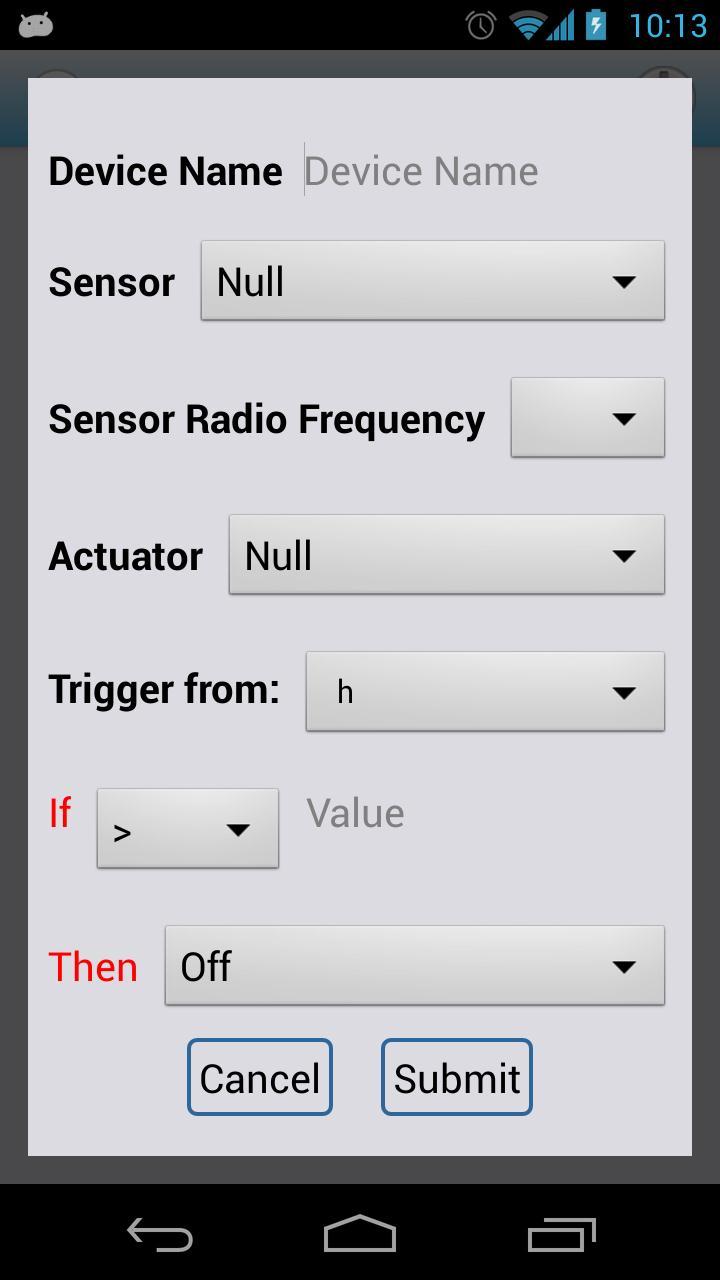 10:13
Device Name Device Name
Sensor Null
Sensor Radio Frequency
Actuator Null
Trigger from: h
If > Value
Then Off
Cancel Submit